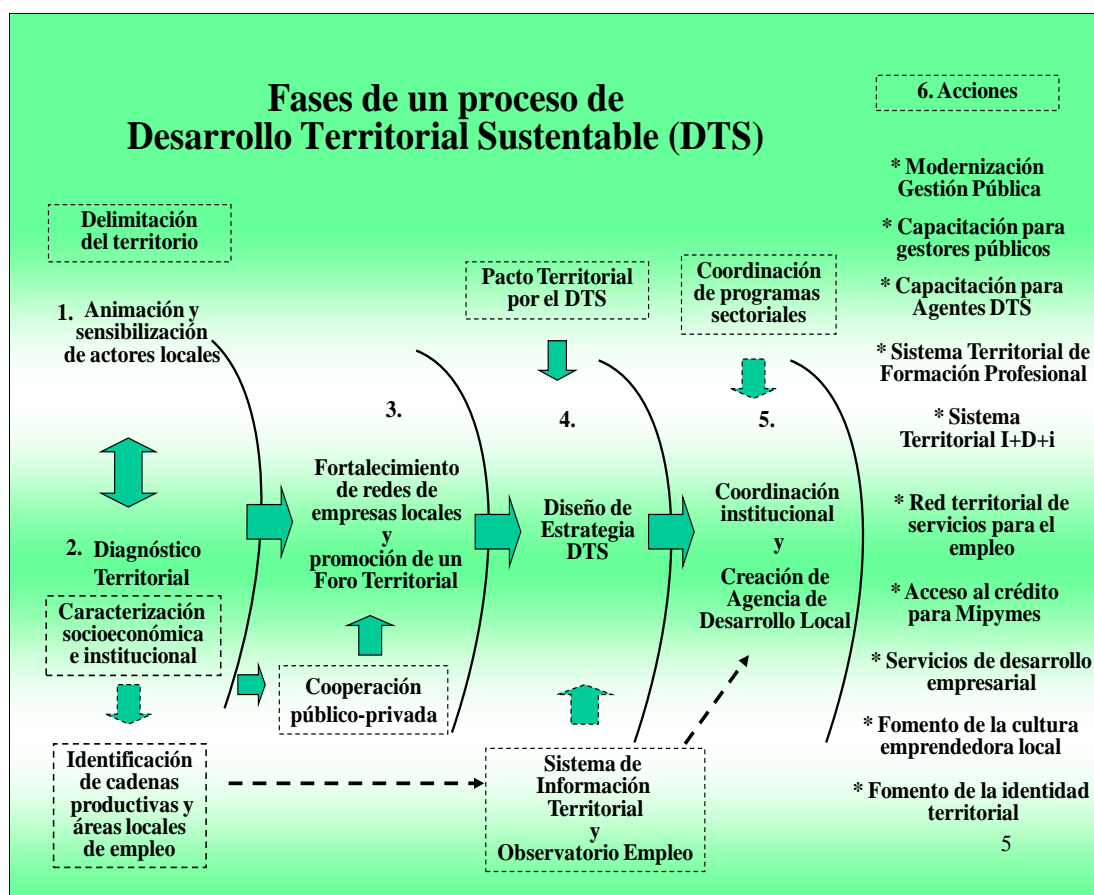 Fases de un proceso de
Desarrollo Territorial Sustentable (DTS)
Delimitación
del territorio
1. Animación y
sensibilización
de actores locales
2. Diagnóstico
Territorial
Caracterización
socioeconómica
e institucional
Identificación
de cadenas
productivas y
áreas locales
de empleo
3.
Fortalecimiento
de redes de
empresas locales
y
promoción de un
Foro Territorial
Cooperación
público-privada
Pacto Territorial
por el DTS
4.
Diseño de
Estrategia
DTS
Sistema de
Información
Territorial
y
Observatorio Empleo
Coordinación
de programas
sectoriales
5.
Coordinación
institucional
y
Creación de
Agencia de
Desarrollo Local
6. Acciones
* Modernización
Gestión Pública
* Capacitación para
gestores públicos
* Capacitación para
Agentes DTS
* Sistema Territorial de
Formación Profesional
* Sistema
Territorial I+D+i
* Red territorial de
servicios para el
empleo
* Acceso al crédito
para Mipymes
* Servicios de desarrollo
empresarial
* Fomento de la cultura
emprendedora local
* Fomento de la identidad
territorial
5